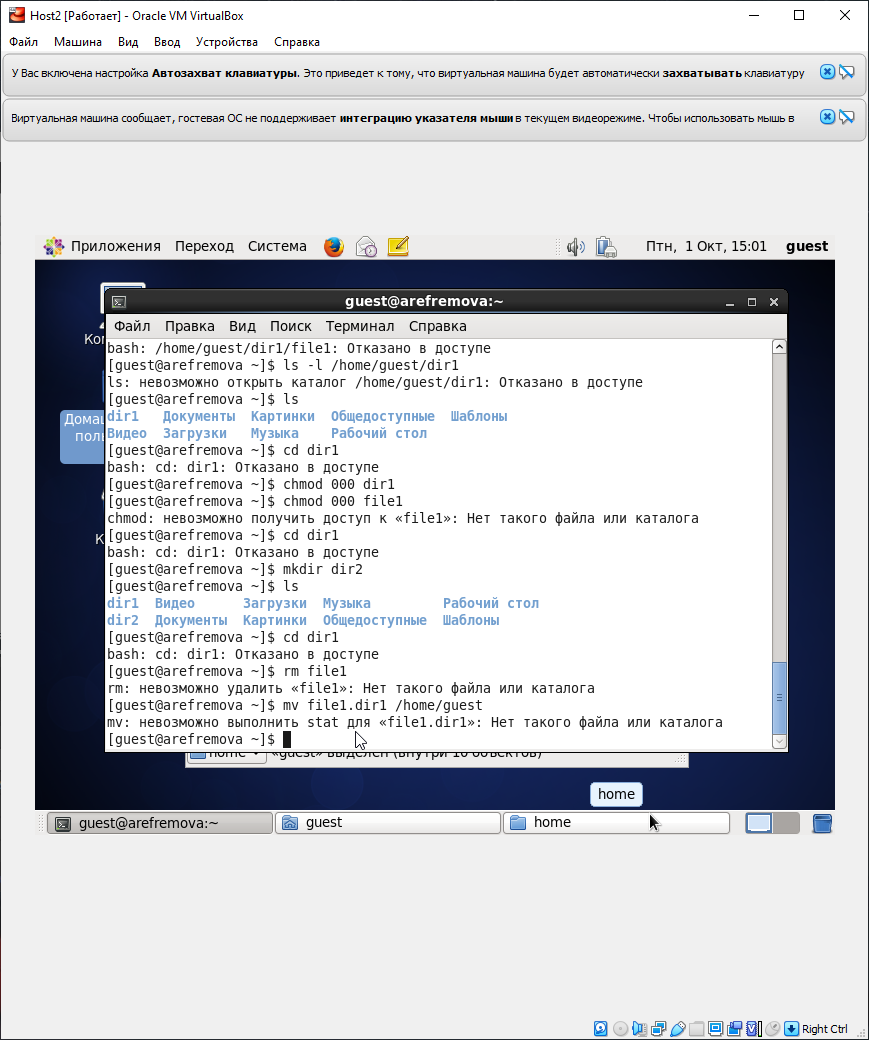 Host2 [Работает] - Oracle VM VirtualBox
Файл Машина Вид Ввод Устройства Справка
У Вас включена настройка Автозахват клавиатуры. Это приведет к тому, что виртуальная машина будет автоматически захватывать клавиатуру
Виртуальная машина сообщает, гостевая ОС не поддерживает интеграцию указателя мыши в текущем видеорежиме. Чтобы использовать мышь в
Приложения Переход Система Птн, 1 Окт, 15:01 guest
guest@arefremova:~
Файл Правка Вид Поиск Терминал Справка
bash: /home/guest/dir1/file1: Отказано в доступе
[guest@arefremova ~]$ ls -l /home/guest/dir1
ls: невозможно открыть каталог /home/guest/dir1: Отказано в доступе
[guest@arefremova ~]$ ls
dir1 Документы Картинки Общедоступные Шаблоны
Видео Загрузки Музыка Рабочий стол
[guest@arefremova ~]$ cd dir1
bash: cd: dir1: Отказано в доступе
[guest@arefremova ~]$ chmod 000 dir1
[guest@arefremova ~]$ chmod 000 file1
chmod: невозможно получить доступ к «file1»: Нет такого файла или каталога
[guest@arefremova ~]$ cd dir1
bash: cd: dir1: Отказано в доступе
[guest@arefremova ~]$ mkdir dir2
[guest@arefremova ~]$ ls
dir1 Видео Загрузки Музыка Рабочий стол
dir2 Документы Картинки Общедоступные Шаблоны
[guest@arefremova ~]$ cd dir1
bash: cd: dir1: Отказано в доступе
[guest@arefremova ~]$ rm file1
rm: невозможно удалить «file1»: Нет такого файла или каталога
[guest@arefremova ~]$ mv file1.dir1 /home/guest
mv: невозможно выполнить stat для «file1.dir1»: Нет такого файла или каталога
[guest@arefremova ~]$
home «guest» выделен (внутри 10 объектов)
home
guest@arefremova:~ guest home
Right Ctrl